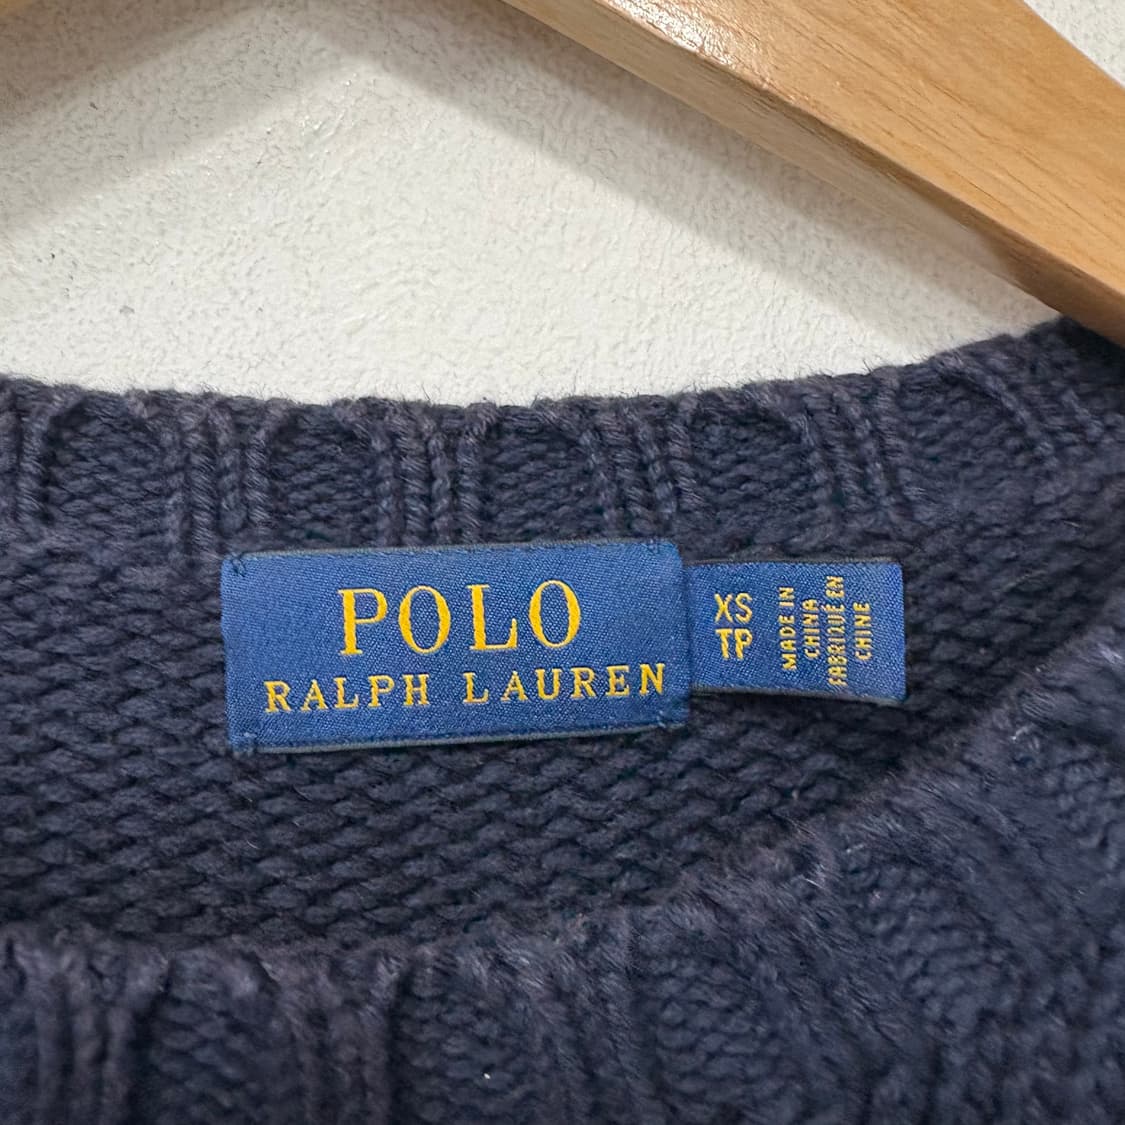 POLO
RALPH LAUREN
XS
TP
MADE IN
CHINA
FABRIQUÉ EN
CHINE